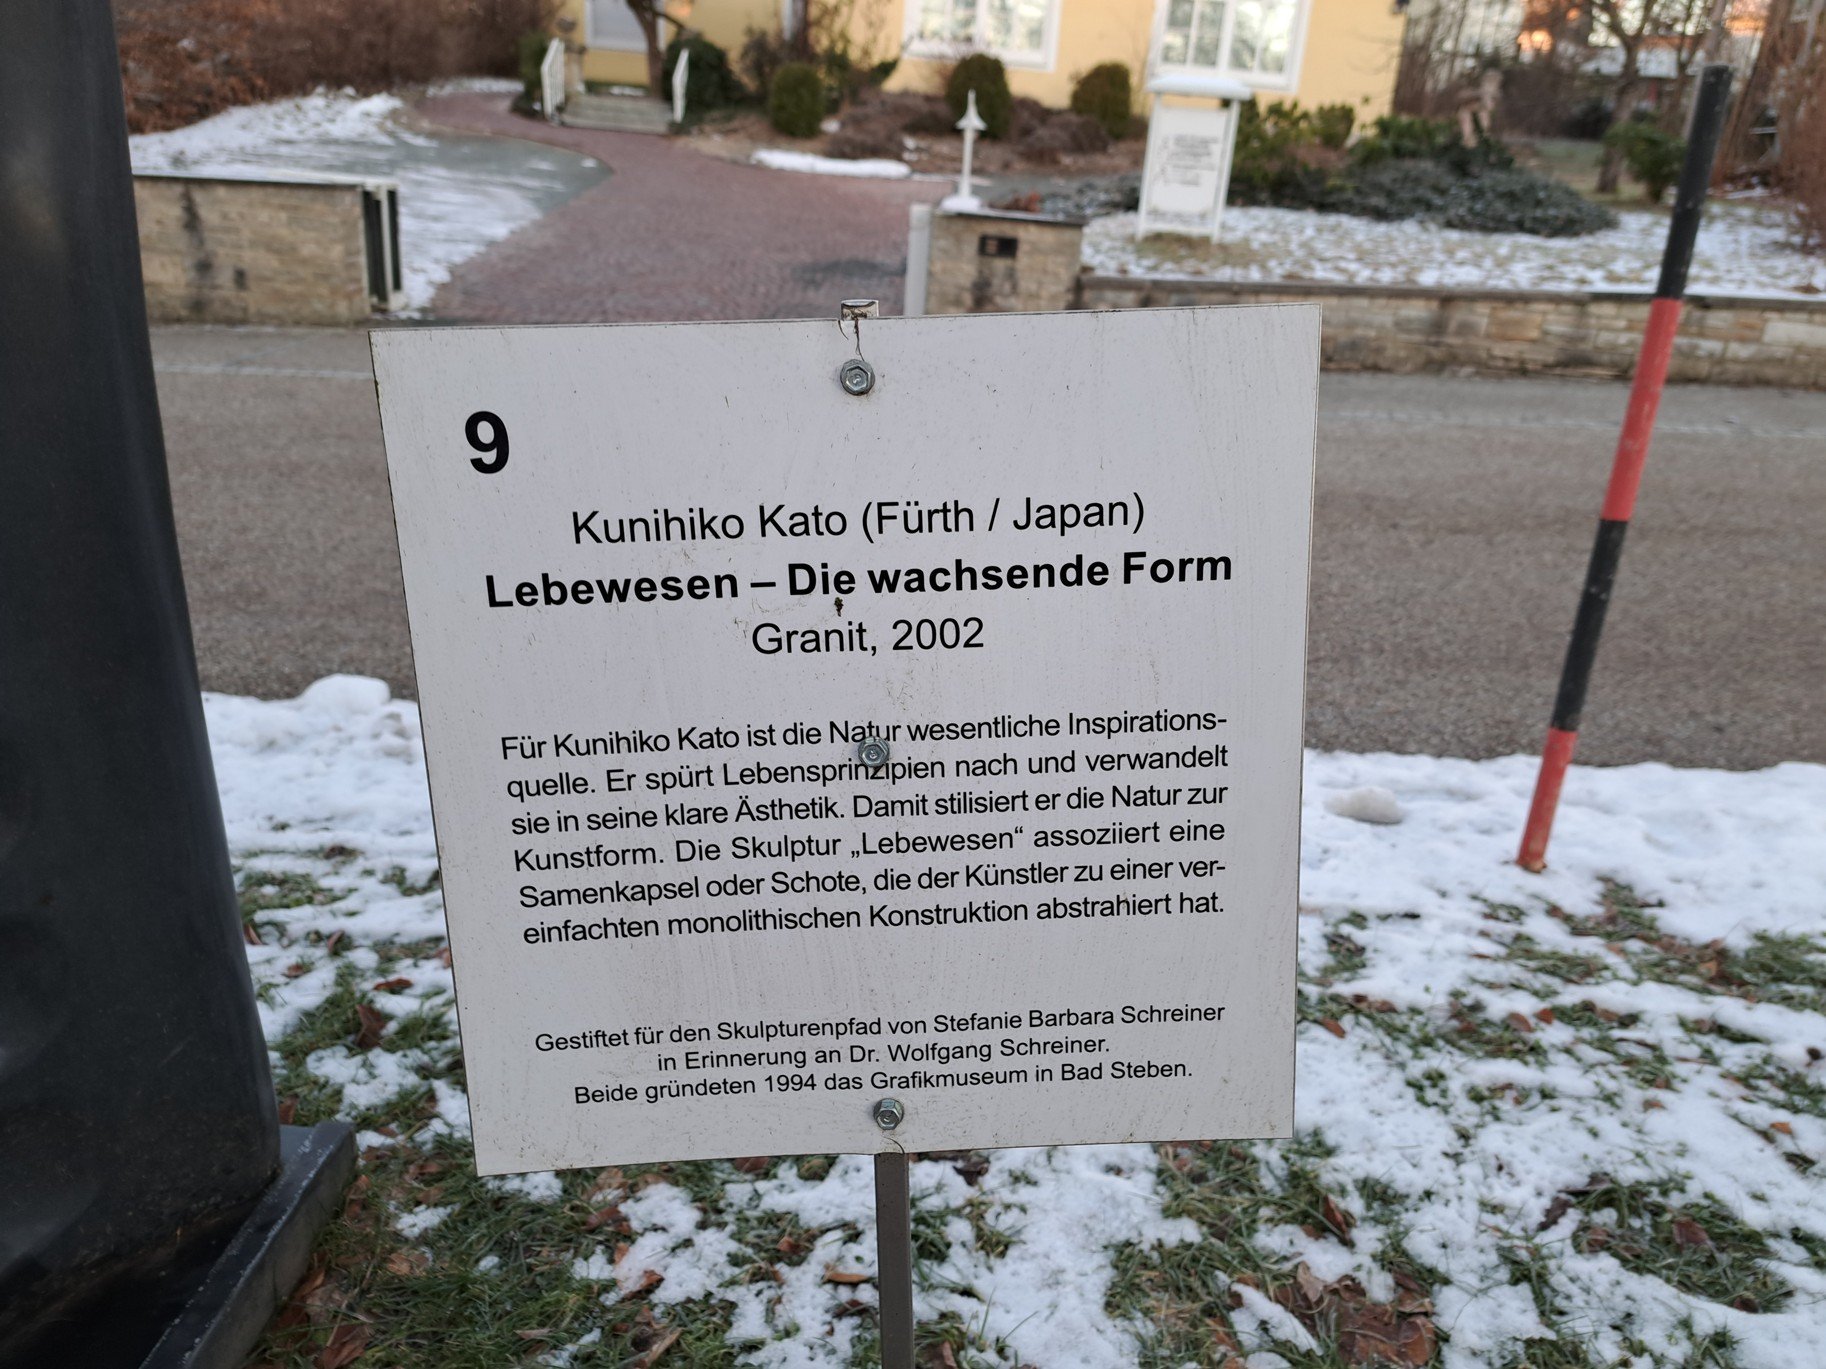 9
Kunihiko Kato (Fürth / Japan)
Lebewesen – Die wachsende Form
Granit, 2002
Für Kunihiko Kato ist die Natur wesentliche Inspirations-
quelle. Er spürt Lebensprinzipien nach und verwandelt
sie in seine klare Ästhetik. Damit stilisiert er die Natur zur
Kunstform. Die Skulptur „Lebewesen“ assoziiert eine
Samenkapsel oder Schote, die der Künstler zu einer ver-
einfachten monolithischen Konstruktion abstrahiert hat.
Gestiftet für den Skulpturenpfad von Stefanie Barbara Schreiner
in Erinnerung an Dr. Wolfgang Schreiner.
Beide gründeten 1994 das Grafikmuseum in Bad Steben.